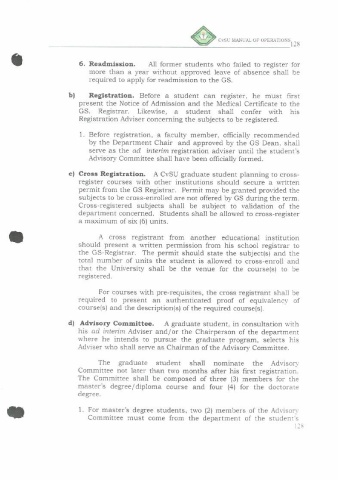 CvSU MANUAL OF OPERATIONS 128
6. Readmission. All former students who failed to register for
more than a year without approved leave of absence shall be
required to apply for readmission to the GS.
b) Registration. Before a student can register, he must first
present the Notice of Admission and the Medical Certificate to the
GS, Registrar. Likewise, a student shall confer with his
Registration Adviser concerning the subjects to be registered.
1. Before registration, a faculty member, officially recommended
by the Department Chair and approved by the GS Dean, shall
serve as the ad interim registration adviser until the student's
Advisory Committee shall have been officially formed.
c) Cross Registration. A CvSU graduate student planning to cross-
register courses with other institutions should secure a written
permit from the GS Registrar. Permit may be granted provided the
subjects to be cross-enrolled are not offered by GS during the term.
Cross-registered subjects shall be subject to validation of the
department concerned. Students shall be allowed to cross-register
a maximum of six (6) units.
A cross registrant from another educational institution
should present a written permission from his school registrar to
the GS-Registrar. The permit should state the subject(s) and the
total number of units the student is allowed to cross-enroll and
that the University shall be the venue for the course(s) to be
registered.
For courses with pre-requisites, the cross registrant shall be
required to present an authenticated proof of equivalency of
course(s) and the description(s) of the required course(s).
d) Advisory Committee. A graduate student, in consultation with
his ad interim Adviser and/or the Chairperson of the department
where he intends to pursue the graduate program, selects his
Adviser who shall serve as Chairman of the Advisory Committee.
The graduate student shall nominate the Advisory
Committee not later than two months after his first registration.
The Committee shall be composed of three (3) members for the
master's degree/diploma course and four (4) for the doctorate
degree.
1. For master's degree students, two (2) members of the Advisory
Committee must come from the department of the student's
128